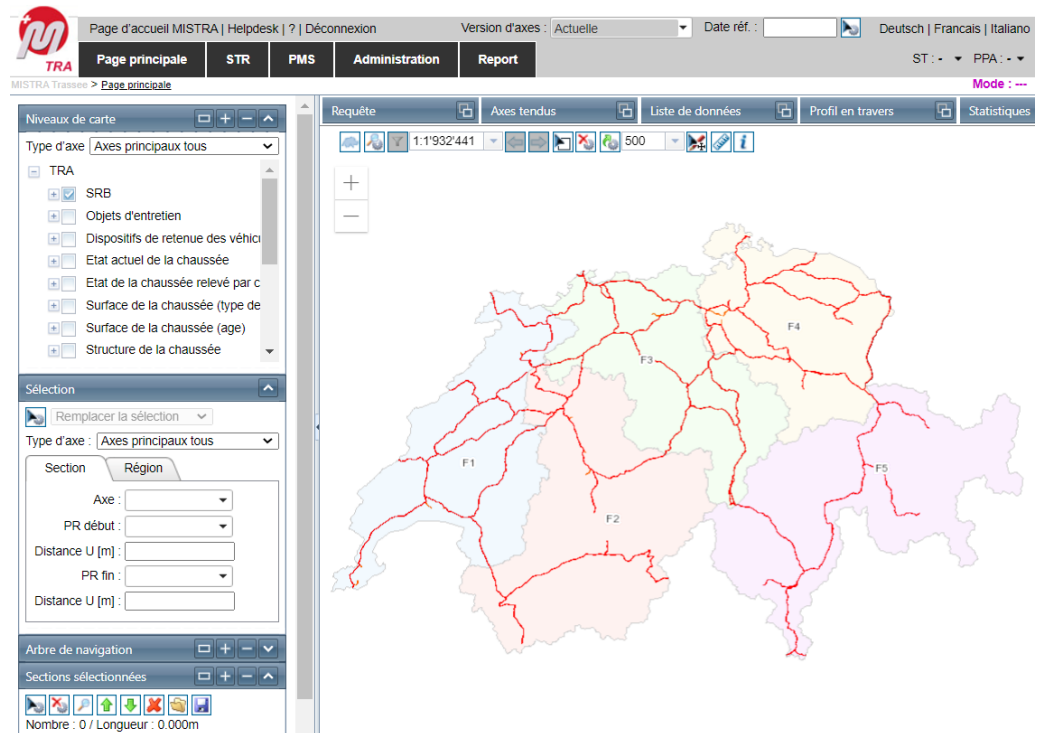 Page d'accueil MISTRA | Helpdesk | ? | Déconnexion Version d'axes : Actuelle Date réf. : Deutsch | Francais | Italiano
TRA Page principale STR PMS Administration Report ST : - PPA : -
MISTRA Trassee > Page principale Mode : ---
Niveaux de carte
Type d'axe Axes principaux tous
TRA
SRB
Objets d'entretien
Dispositifs de retenue des véhicu
Etat actuel de la chaussée
Etat de la chaussée relevé par c
Surface de la chaussée (type de
Surface de la chaussée (age)
Structure de la chaussée
Sélection
Remplacer la sélection
Type d'axe : Axes principaux tous
Section Région
Axe :
PR début :
Distance U [m] :
PR fin :
Distance U [m] :
Arbre de navigation
Sections sélectionnées
Nombre : 0 / Longueur : 0.000m
Requête Axes tendus Liste de données Profil en travers Statistiques
1:1'932'441 500
F4
F3
F1
F5
F2